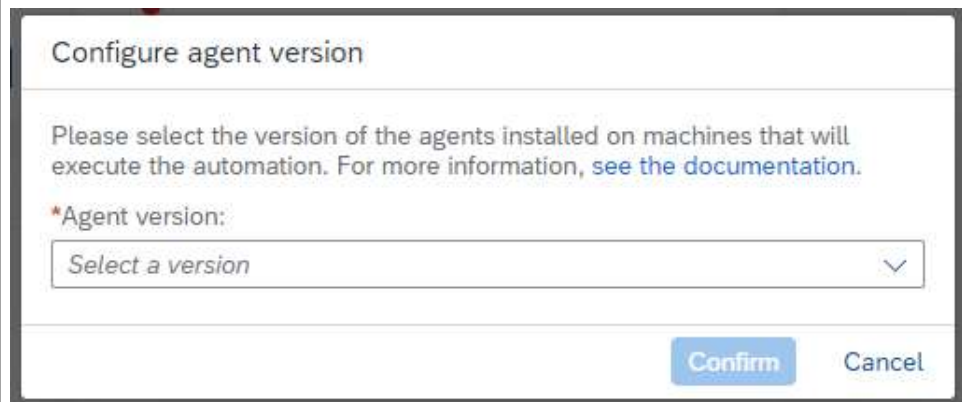 Configure agent version
Please select the version of the agents installed on machines that will
execute the automation. For more information, see the documentation.
*Agent version:
Select a version
Confirm Cancel